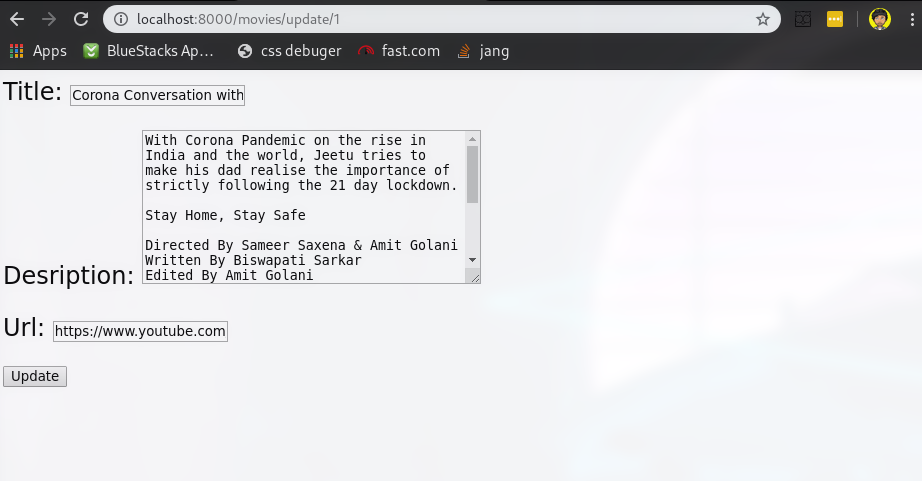 localhost:8000/movies/update/1
Apps BlueStacks Ap... css debuger fast.com jang
Title: Corona Conversation with
With Corona Pandemic on the rise in
India and the world, Jeetu tries to
make his dad realise the importance of
strictly following the 21 day lockdown.
Stay Home, Stay Safe
Directed By Sameer Saxena & Amit Golani
Written By Biswapati Sarkar
Edited By Amit Golani
Desription:
Url: https://www.youtube.com
Update